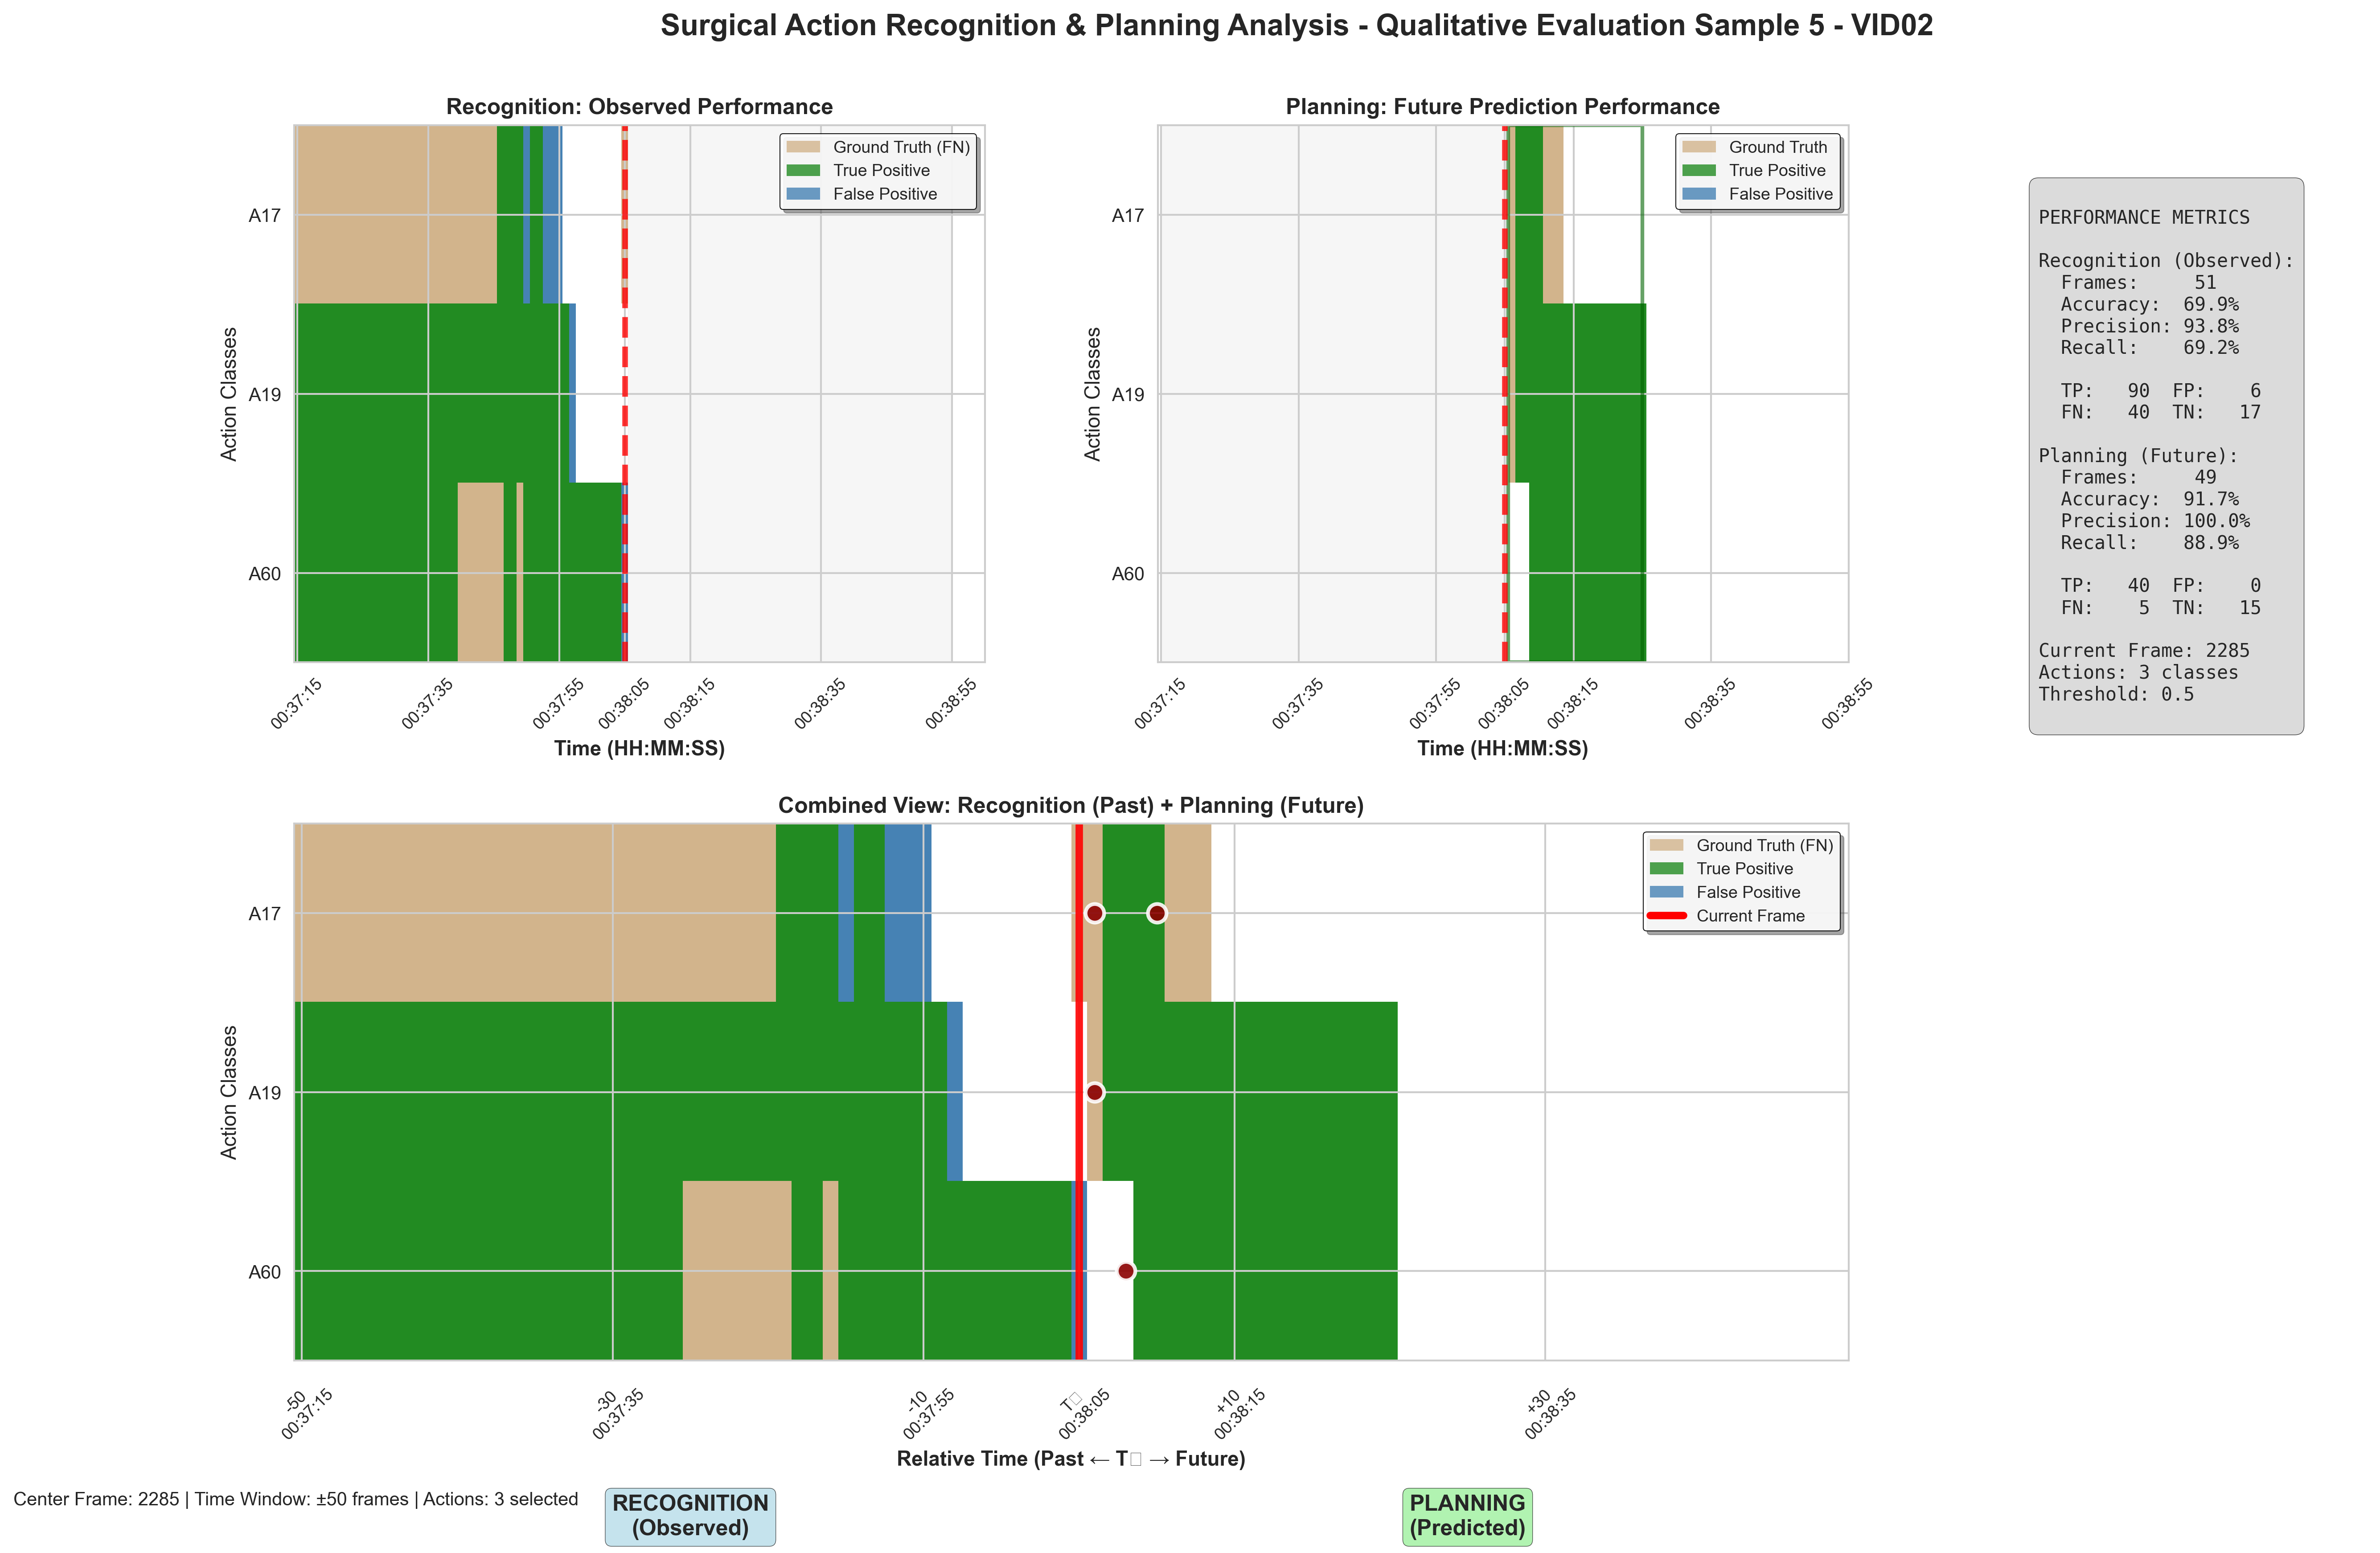 Surgical Action Recognition & Planning Analysis - Qualitative Evaluation Sample 5 - VID02
Recognition: Observed Performance
Ground Truth (FN)
True Positive
False Positive
A17
A19
A60
Action Classes
00:37:15
00:37:35
00:37:55
00:38:05
00:38:15
00:38:35
00:38:55
Time (HH:MM:SS)
Planning: Future Prediction Performance
Ground Truth
True Positive
False Positive
A17
A19
A60
Action Classes
00:37:15
00:37:35
00:37:55
00:38:05
00:38:15
00:38:35
00:38:55
Time (HH:MM:SS)
PERFORMANCE METRICS
Recognition (Observed):
Frames: 51
Accuracy: 69.9%
Precision: 93.8%
Recall: 69.2%
TP: 90 FP: 6
FN: 40 TN: 17
Planning (Future):
Frames: 49
Accuracy: 91.7%
Precision: 100.0%
Recall: 88.9%
TP: 40 FP: 0
FN: 5 TN: 15
Current Frame: 2285
Actions: 3 classes
Threshold: 0.5
Combined View: Recognition (Past) + Planning (Future)
Ground Truth (FN)
True Positive
False Positive
Current Frame
A17
A19
A60
Action Classes
-50
00:37:15
-30
00:37:35
-10
00:37:55
T□
00:38:05
+10
00:38:15
+30
00:38:35
Relative Time (Past ← T□ → Future)
Center Frame: 2285 | Time Window: ±50 frames | Actions: 3 selected
RECOGNITION
(Observed)
PLANNING
(Predicted)